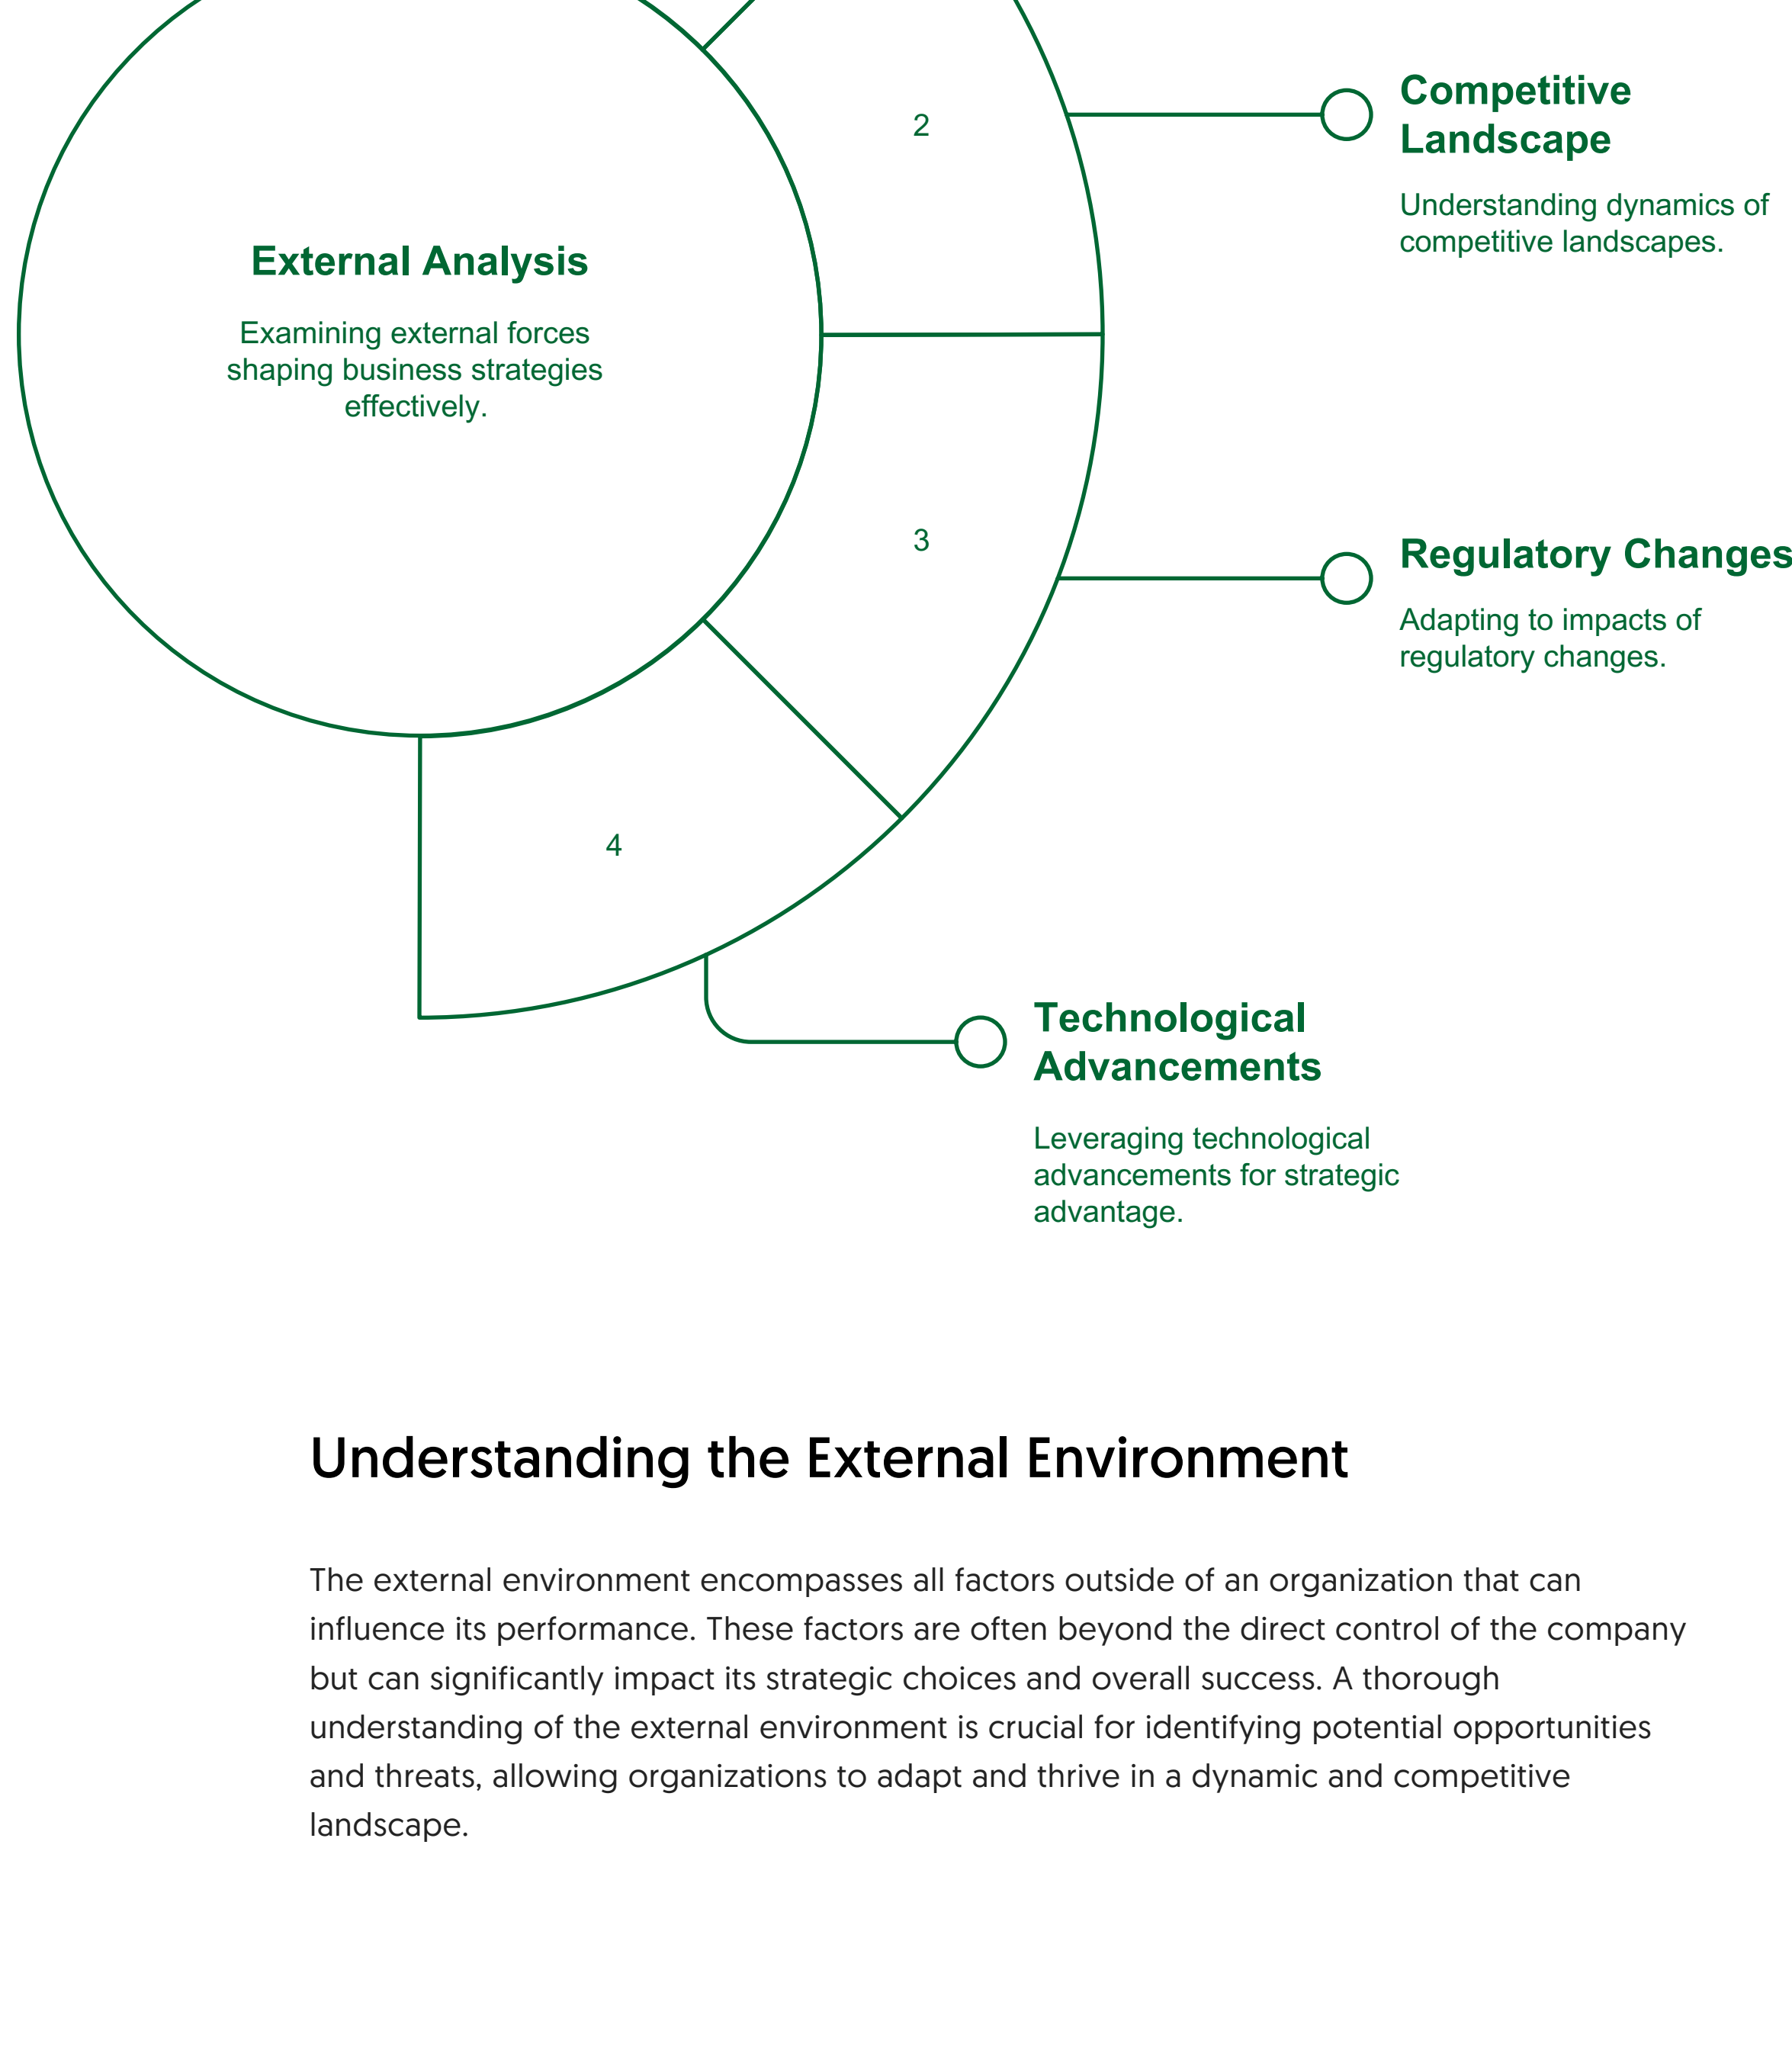 2
Competitive
Landscape
Understanding dynamics of
competitive landscapes.
External Analysis
Examining external forces
shaping business strategies
effectively.
3
Regulatory Changes
Adapting to impacts of
regulatory changes.
4
Technological
Advancements
Leveraging technological
advancements for strategic
advantage.
Understanding the External Environment
The external environment encompasses all factors outside of an organization that can
influence its performance. These factors are often beyond the direct control of the company
but can significantly impact its strategic choices and overall success. A thorough
understanding of the external environment is crucial for identifying potential opportunities
and threats, allowing organizations to adapt and thrive in a dynamic and competitive
landscape.